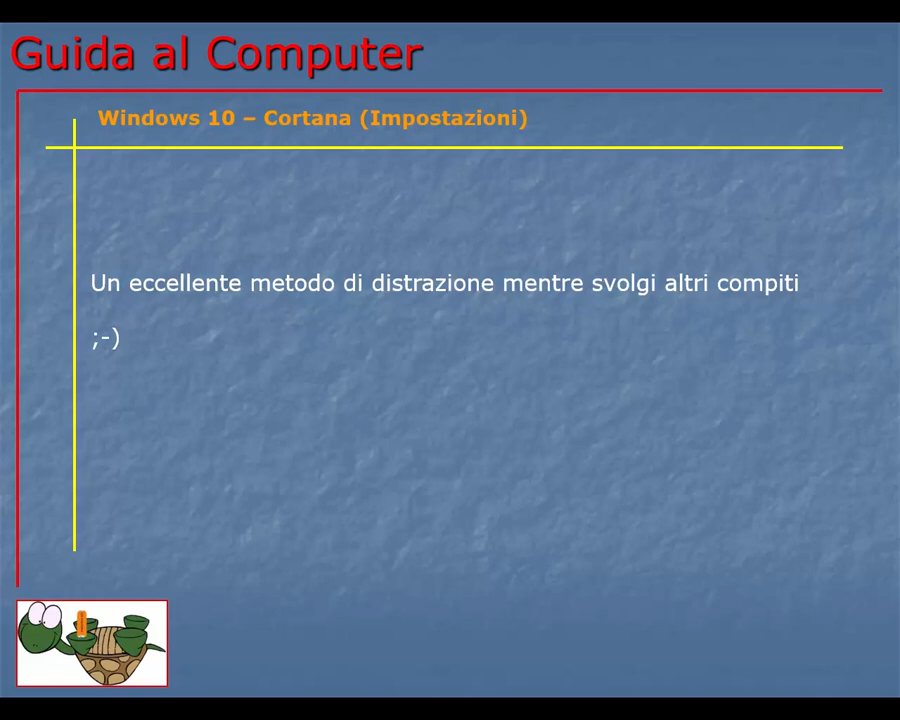 Guida al Computer
Windows 10 – Cortana (Impostazioni)
Un eccellente metodo di distrazione mentre svolgi altri compiti
;-)